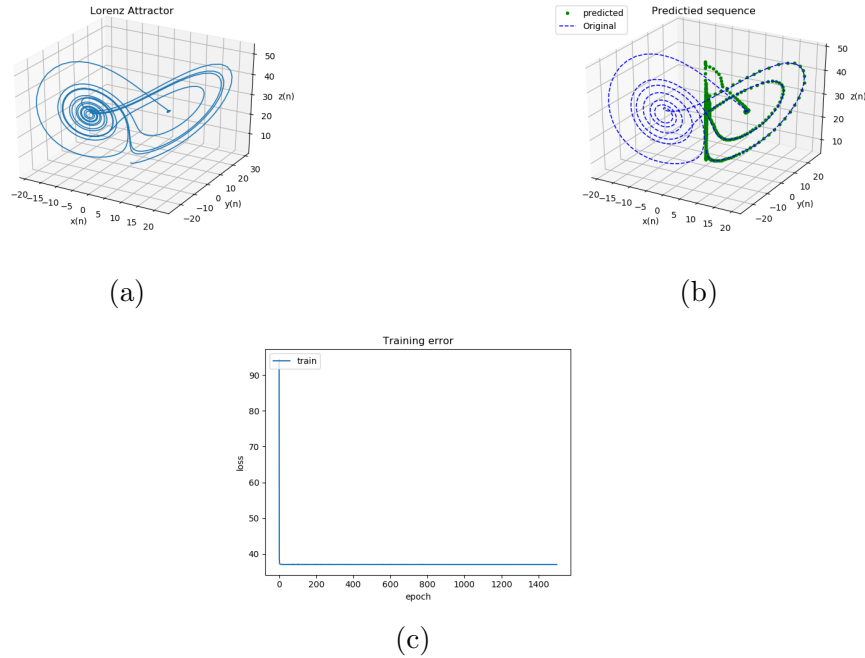 Lorenz Attractor
50
40
z(n)
30
20
10
30
20
10
0
y(n)
−10
−20
−20
−15
−10
−5
0
5
10
15
20
x(n)
(a)
predicted
Original
Predictied sequence
50
40
z(n)
30
20
10
20
10
0
y(n)
−10
−20
−20
−15
−10
−5
0
5
10
15
20
x(n)
(b)
Training error
train
90
80
70
60
50
40
loss
0 200 400 600 800 1000 1200 1400
epoch
(c)